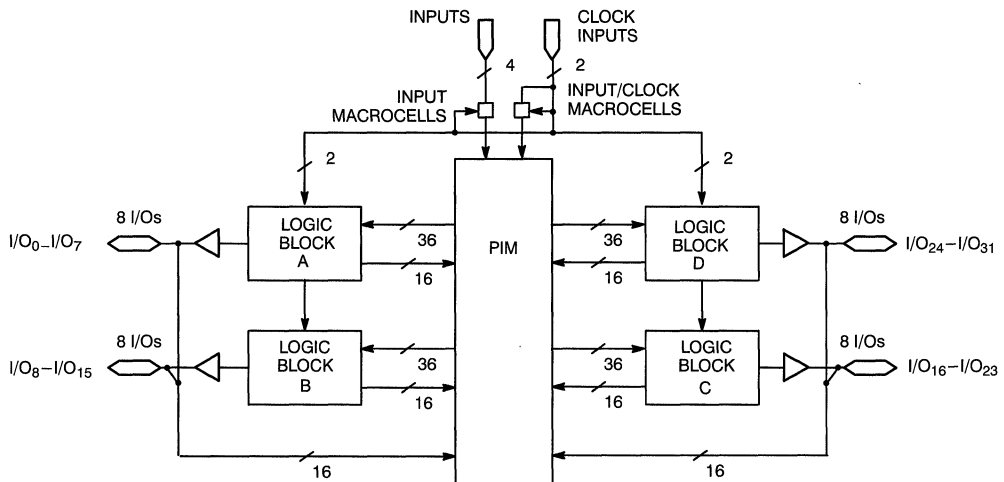 INPUTS
CLOCK
INPUTS
4
2
INPUT
MACROCELLS
INPUT/CLOCK
MACROCELLS
2
2
8 I/Os
I/O0–I/O7
LOGIC
BLOCK
A
36
16
PIM
36
16
LOGIC
BLOCK
D
8 I/Os
I/O24–I/O31
8 I/Os
I/O8–I/O15
LOGIC
BLOCK
B
36
16
36
16
LOGIC
BLOCK
C
8 I/Os
I/O16–I/O23
16
16